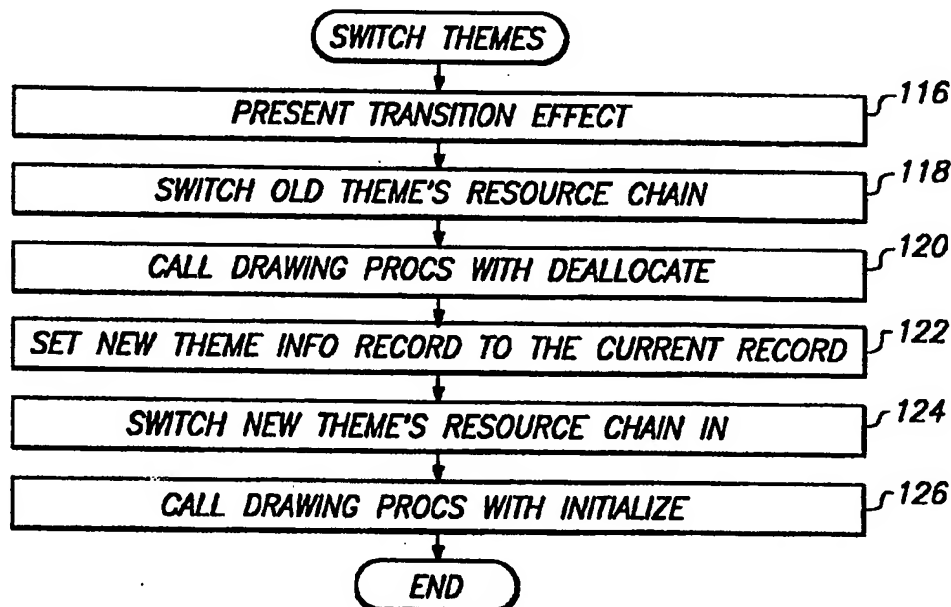 SWITCH THEMES
PRESENT TRANSITION EFFECT 116
SWITCH OLD THEME'S RESOURCE CHAIN 118
CALL DRAWING PROCS WITH DEALLOCATE 120
SET NEW THEME INFO RECORD TO THE CURRENT RECORD 122
SWITCH NEW THEME'S RESOURCE CHAIN IN 124
CALL DRAWING PROCS WITH INITIALIZE 126
END